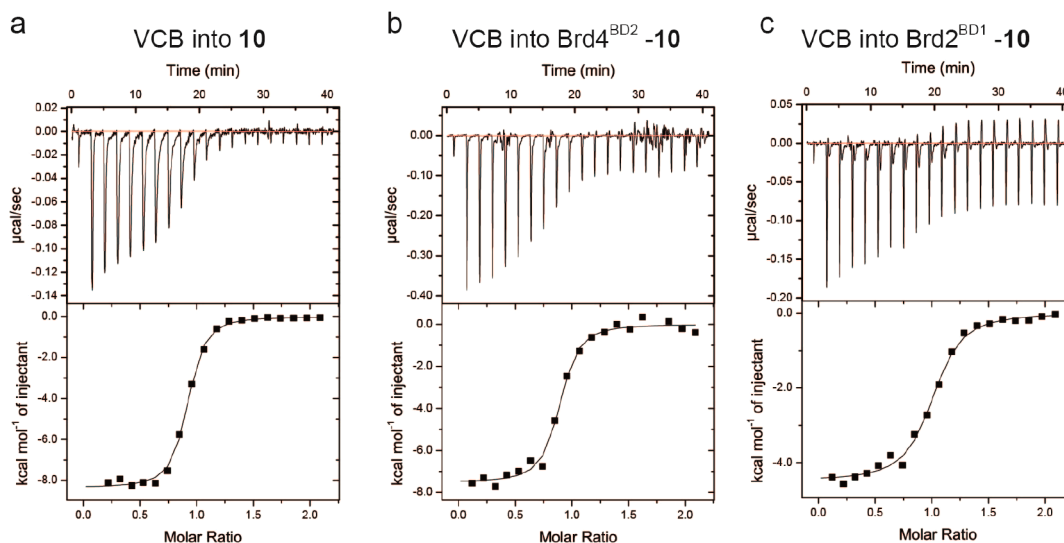 a
VCB into 10
Time (min)
0 10 20 30 40
0.02
0.00
-0.02
-0.04
-0.06
-0.08
-0.10
-0.12
-0.14
µcal/sec
0.0
-2.0
-4.0
-6.0
-8.0
kcal mol⁻¹ of injectant
0.0 0.5 1.0 1.5 2.0
Molar Ratio
b
VCB into Brd4ᴮᴰ² -10
Time (min)
0 10 20 30 40
0.00
-0.10
-0.20
-0.30
-0.40
µcal/sec
0.0
-2.0
-4.0
-6.0
-8.0
kcal mol⁻¹ of injectant
0.0 0.5 1.0 1.5 2.0
Molar Ratio
c
VCB into Brd2ᴮᴰ¹ -10
Time (min)
0 10 20 30 40
0.05
0.00
-0.05
-0.10
-0.15
-0.20
µcal/sec
0.0
-2.0
-4.0
kcal mol⁻¹ of injectant
0.0 0.5 1.0 1.5 2.0
Molar Ratio